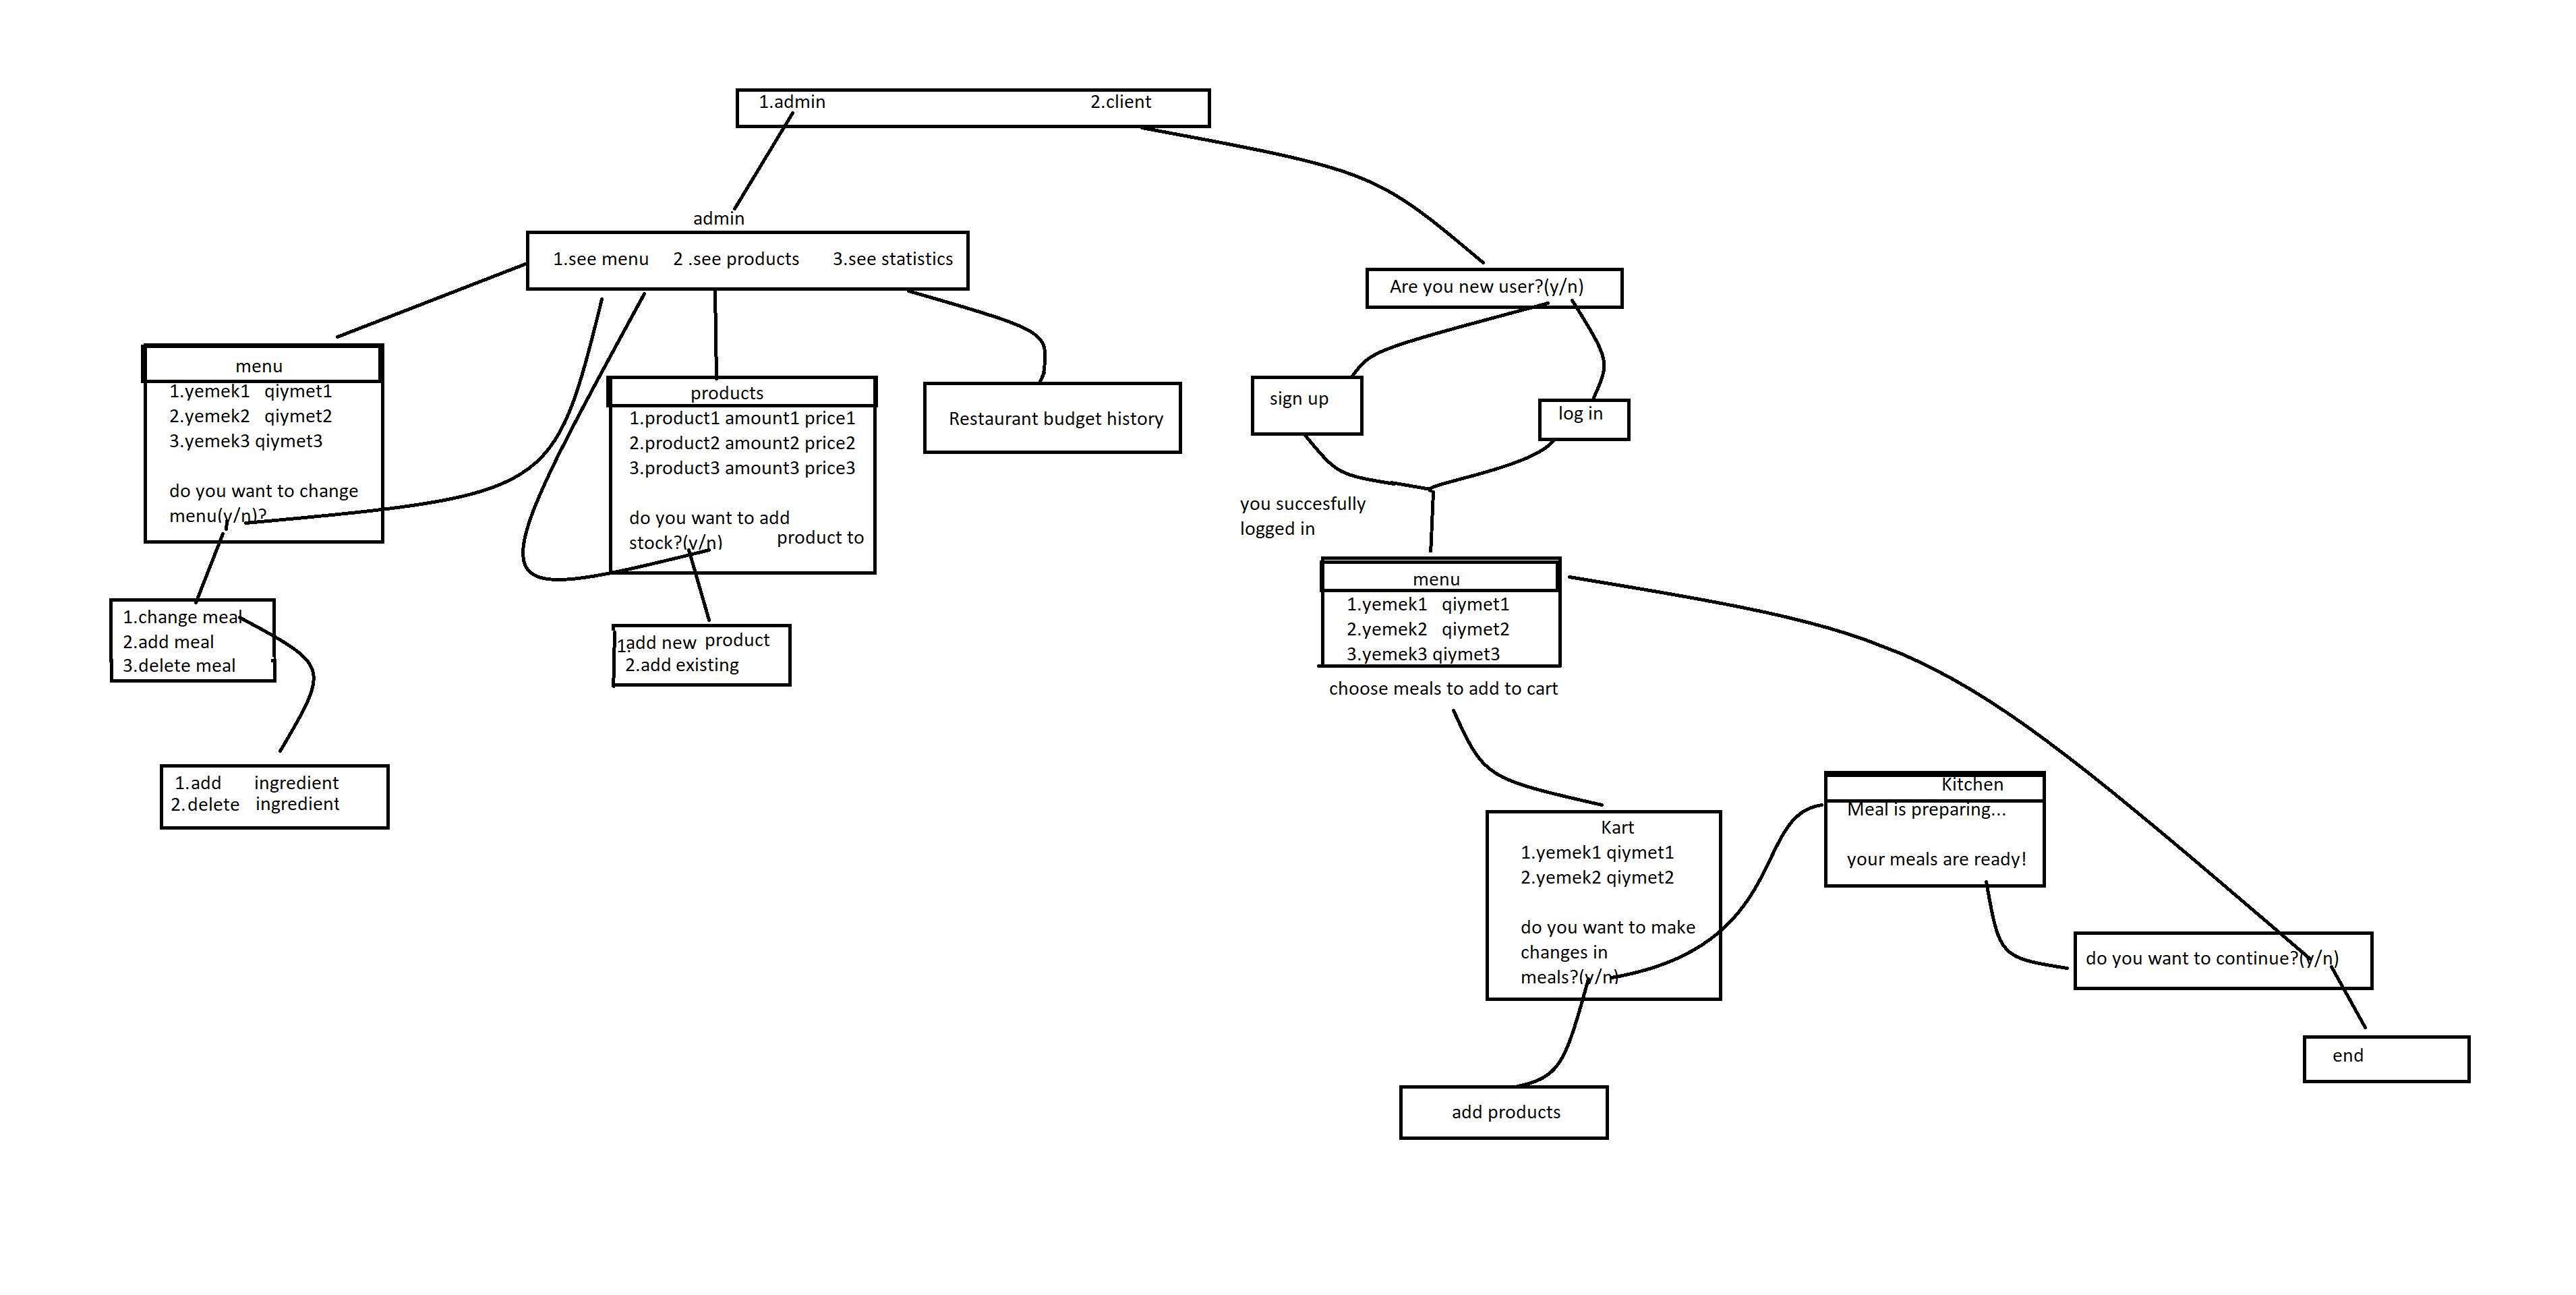 1.admin 2.client
admin
1.see menu 2 .see products 3.see statistics
menu
1.yemek1 qiymet1
2.yemek2 qiymet2
3.yemek3 qiymet3
do you want to change
menu(y/n)?
1.change meal
2.add meal
3.delete meal
1.add ingredient
2.delete ingredient
products
1.product1 amount1 price1
2.product2 amount2 price2
3.product3 amount3 price3
do you want to add
product to
stock?(y/n)
1.add new product
2.add existing
Restaurant budget history
Are you new user?(y/n)
sign up
log in
you succesfully
logged in
menu
1.yemek1 qiymet1
2.yemek2 qiymet2
3.yemek3 qiymet3
choose meals to add to cart
Kart
1.yemek1 qiymet1
2.yemek2 qiymet2
do you want to make
changes in
meals?(y/n)
add products
Kitchen
Meal is preparing...
your meals are ready!
do you want to continue?(y/n)
end